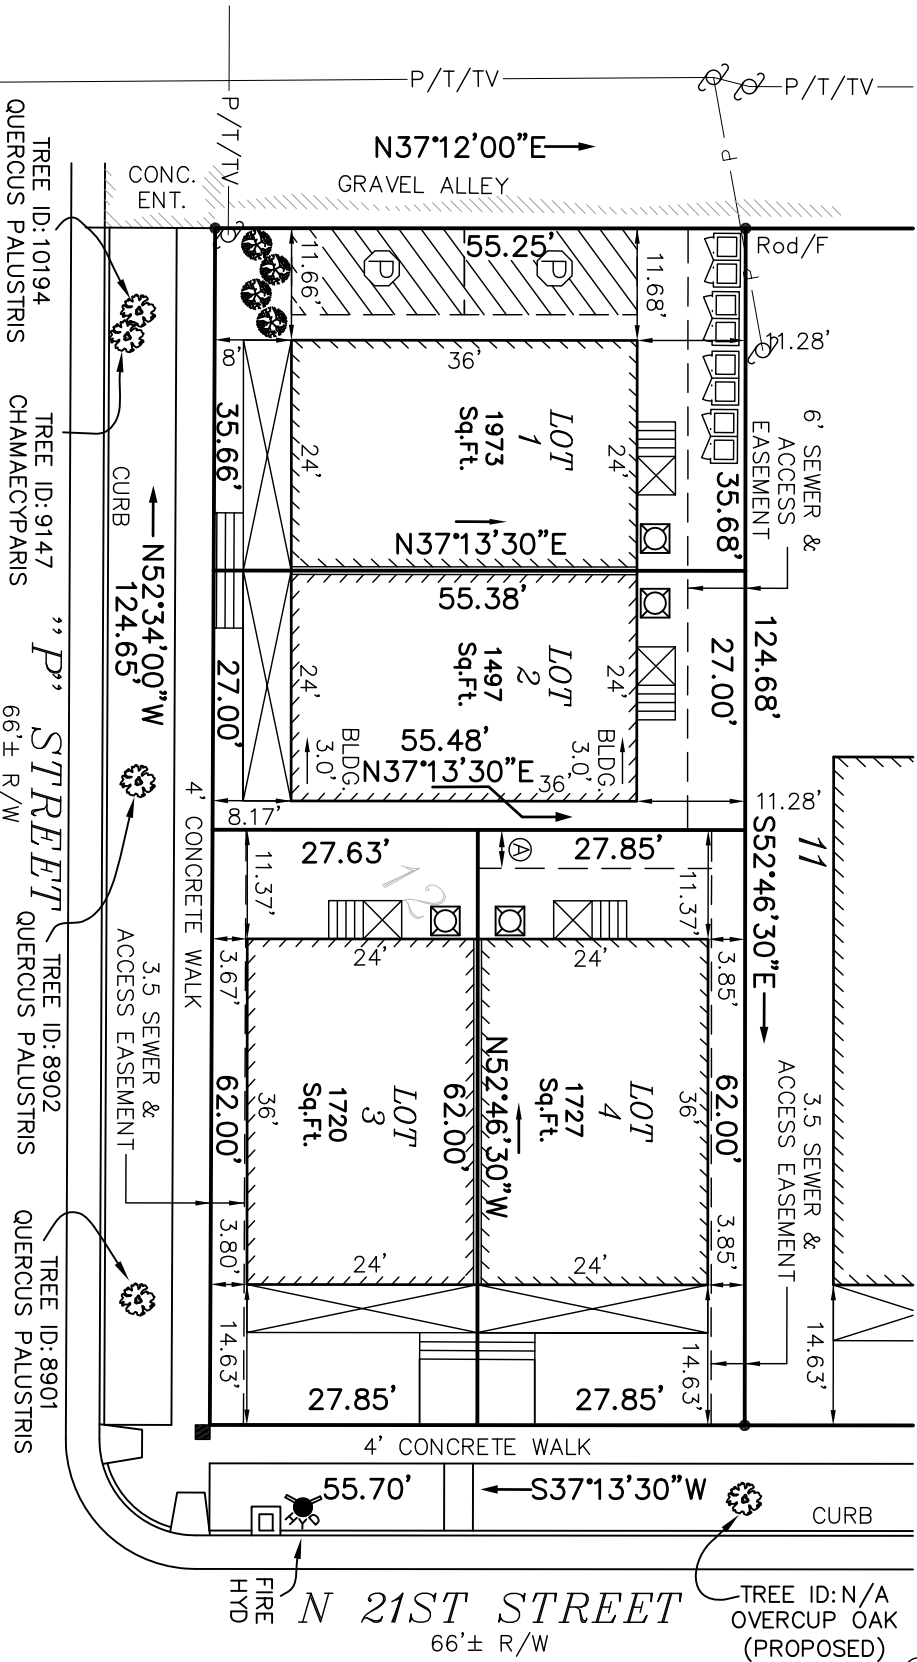 P/T/TV
P/T/TV
P/T/TV
P
P
N37°12'00"E
GRAVEL ALLEY
CONC.
ENT.
Rod/F
55.25'
11.66'
11.68'
11.28'
P
P
36'
8'
35.66'
24'
24'
LOT
1
1973
Sq.Ft.
35.68'
6' SEWER &
ACCESS
EASEMENT
N37°13'30"E
55.38'
LOT
2
1497
Sq.Ft.
24'
24'
27.00'
27.00'
124.68'
BLDG.
3.0'
BLDG.
3.0'
55.48'
N37°13'30"E
36'
8.17'
11.28'
S52°46'30"E
11
27.63'
27.85'
A
11.37'
11.37'
12
24'
24'
3.67'
3.85'
LOT
3
1720
Sq.Ft.
LOT
4
1727
Sq.Ft.
N52°46'30"W
62.00'
62.00'
62.00'
36'
36'
3.80'
3.85'
24'
24'
3.5 SEWER &
ACCESS EASEMENT
3.5 SEWER &
ACCESS EASEMENT
14.63'
14.63'
14.63'
27.85'
27.85'
4' CONCRETE WALK
4' CONCRETE WALK
55.70'
S37°13'30"W
CURB
HYD
FIRE
HYD
N 21ST STREET
66'± R/W
TREE ID:N/A
OVERCUP OAK
(PROPOSED)
N52°34'00"W
124.65'
CURB
"P" STREET
66'± R/W
TREE ID:10194
QUERCUS PALUSTRIS
TREE ID:9147
CHAMAECYPARIS
TREE ID:8902
QUERCUS PALUSTRIS
TREE ID:8901
QUERCUS PALUSTRIS